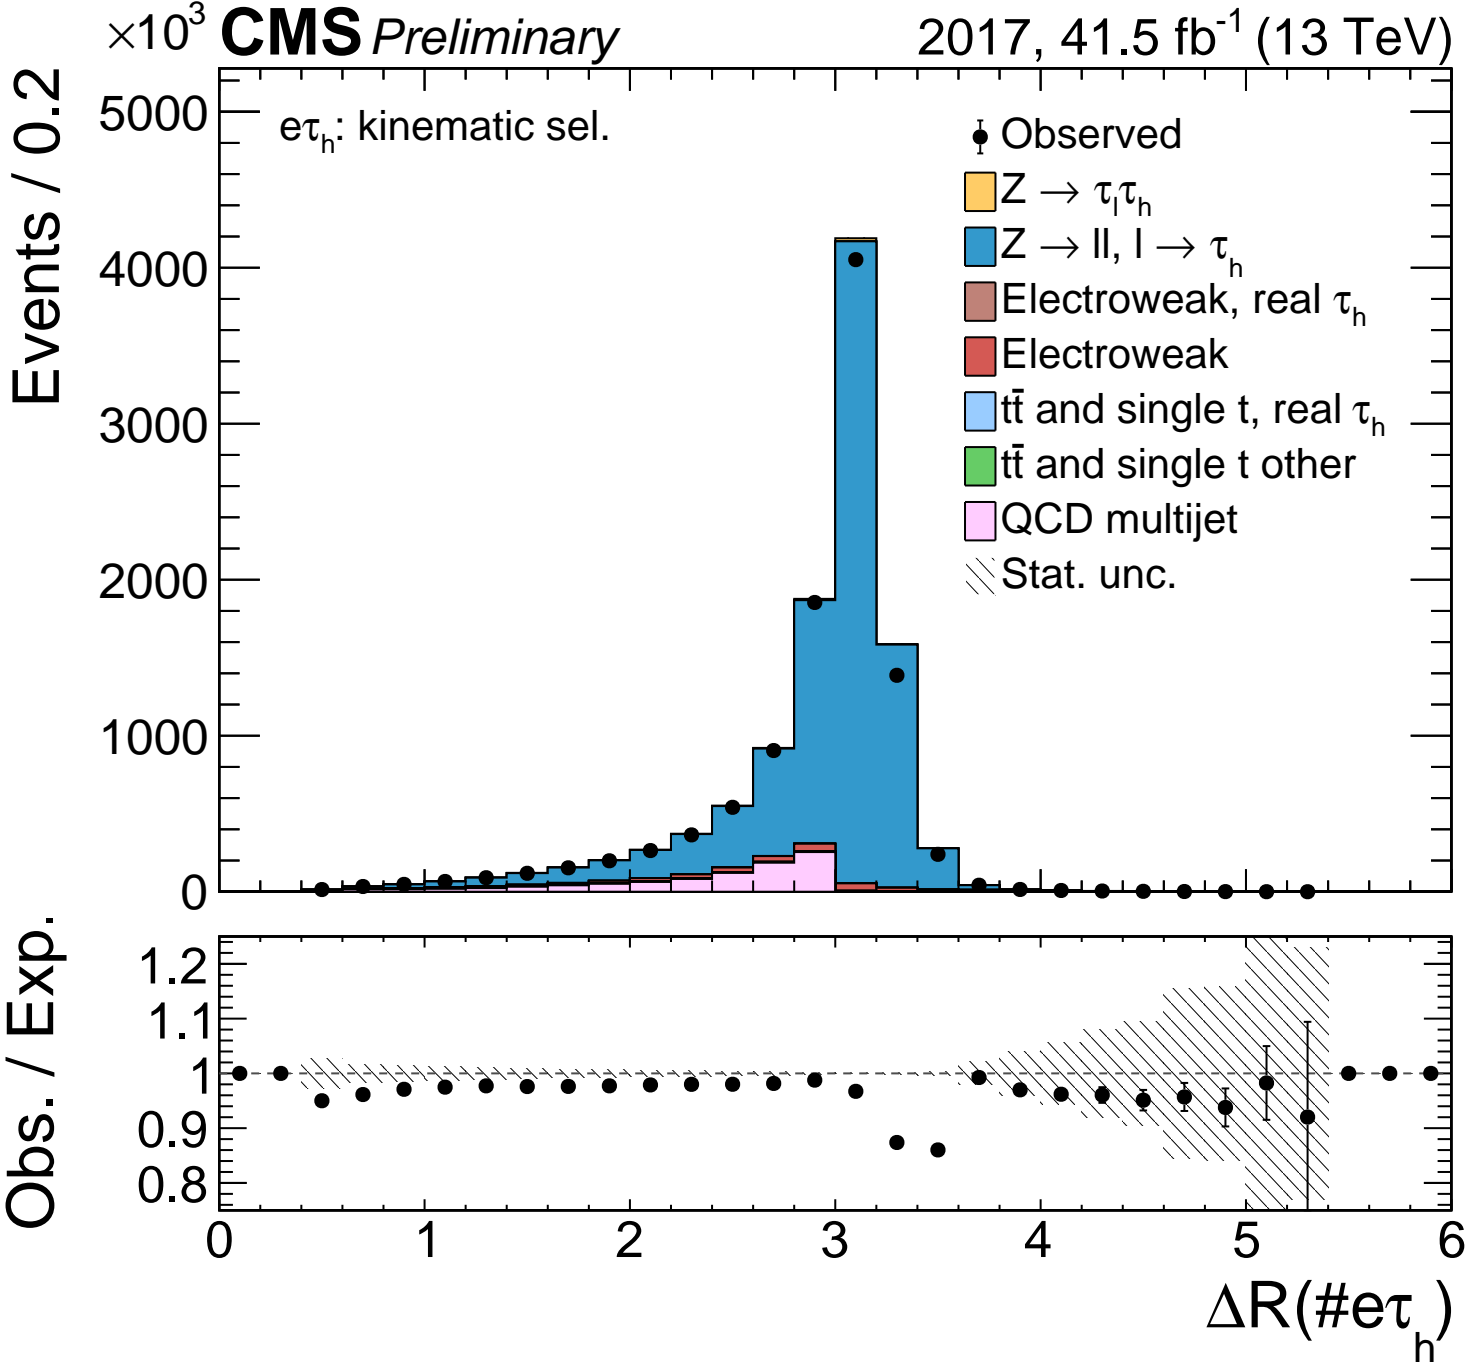 ×10³ CMS Preliminary 2017, 41.5 fb⁻¹ (13 TeV)
Events / 0.2
5000
4000
3000
2000
1000
0
eτₕ: kinematic sel.
Observed
Z → τₗτₕ
Z → ll, l → τₕ
Electroweak, real τₕ
Electroweak
tt̄ and single t, real τₕ
tt̄ and single t other
QCD multijet
Stat. unc.
Obs. / Exp.
1.2
1.1
1
0.9
0.8
0 1 2 3 4 5 6
ΔR(#eτₕ)